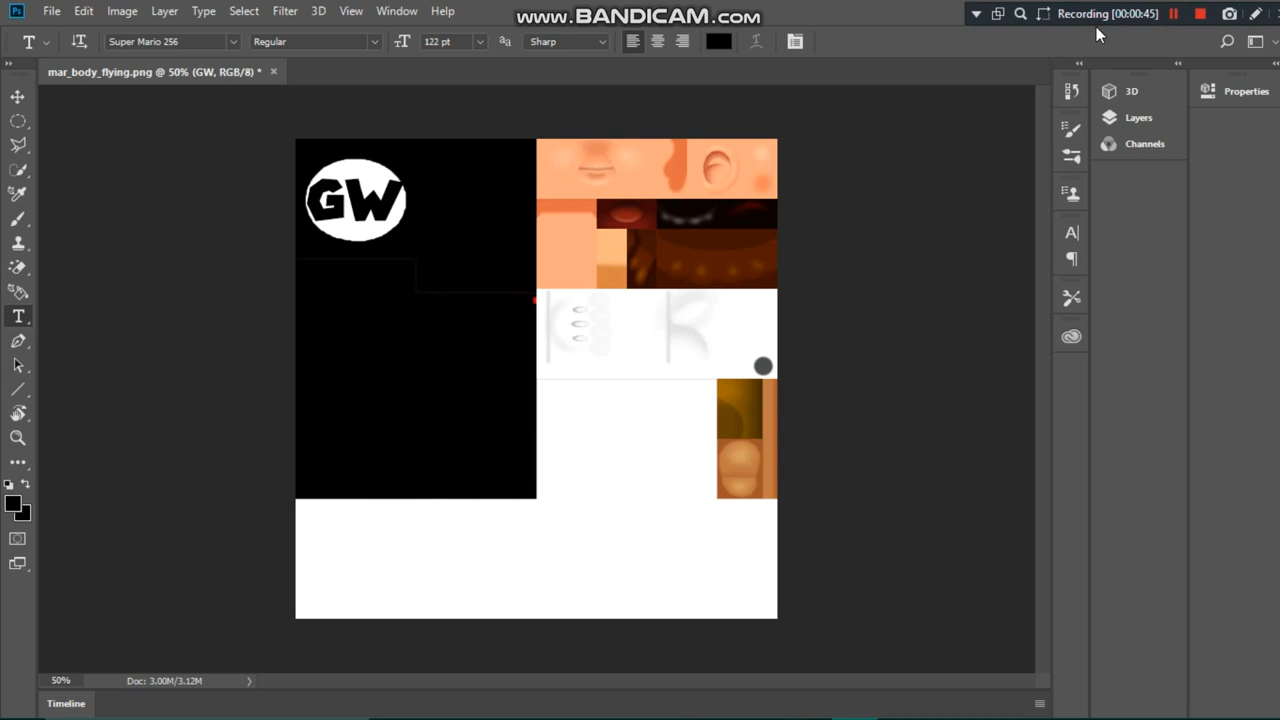 Ps File Edit Image Layer Type Select Filter 3D View Window Help
www.BANDICAM.com
Recording [00:00:45]
T Super Mario 256 Regular 122 pt Sharp
mar_body_flying.png @ 50% (GW, RGB/8) * ×
3D
Properties
Layers
Channels
GW
50% Doc: 3.00M/3.12M
Timeline